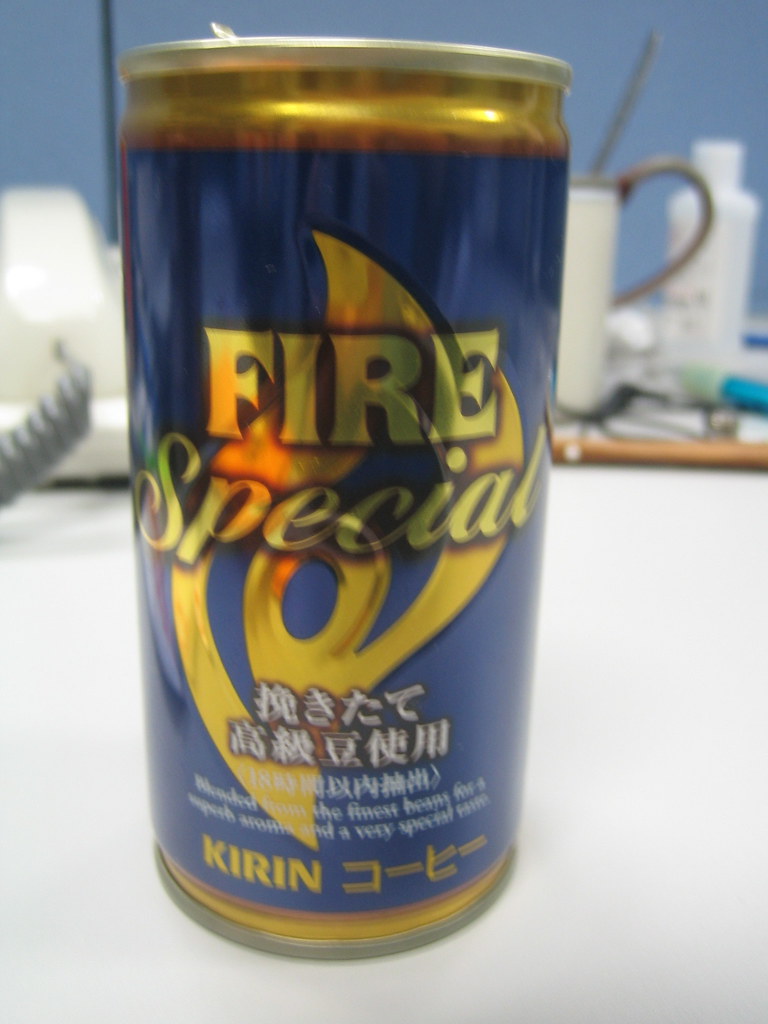 FIRE
Special
挽きたて
高級豆使用
〈18時間以内抽出〉
Blended from the finest beans for a
superb aroma and a very special taste.
KIRIN コーヒー